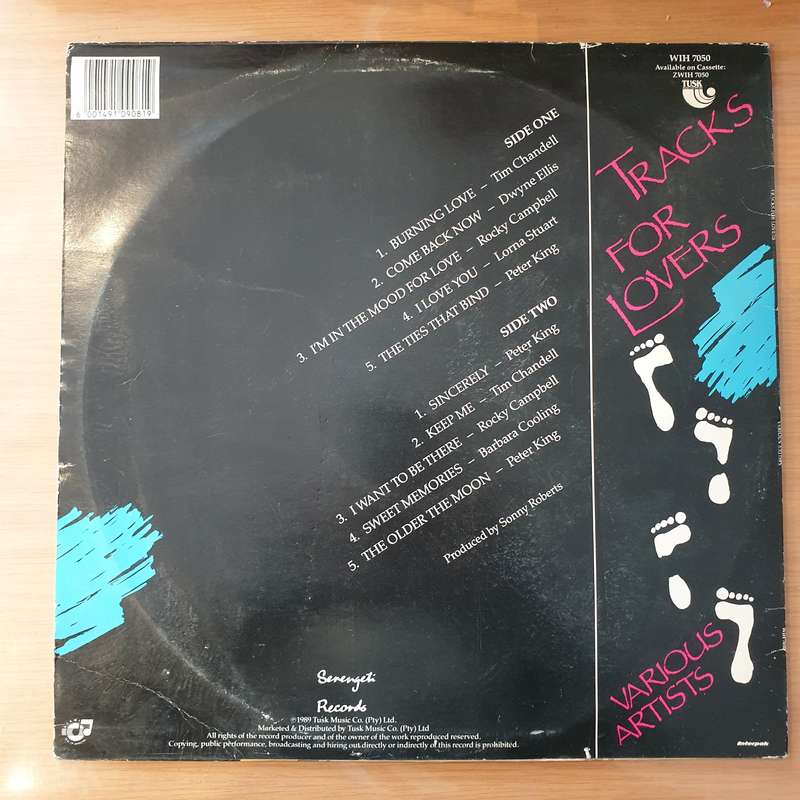 6 001491 090819
WIH 7050
Available on Cassette:
ZWIH 7050
TUSK
TRACKS
FOR
LOVERS
SIDE ONE
1. BURNING LOVE – Tim Chandell
2. COME BACK NOW – Dwyne Ellis
3. I'M IN THE MOOD FOR LOVE – Rocky Campbell
4. I LOVE YOU – Lorna Stuart
5. THE TIES THAT BIND – Peter King
SIDE TWO
1. SINCERELY – Peter King
2. KEEP ME – Tim Chandell
3. I WANT TO BE THERE – Rocky Campbell
4. SWEET MEMORIES – Barbara Cooling
5. THE OLDER THE MOON – Peter King
Produced by Sonny Roberts
VARIOUS
ARTISTS
Serengeti
Records
℗1989 Tusk Music Co. (Pty) Ltd.
Marketed & Distributed by Tusk Music Co. (Pty) Ltd
All rights of the record producer and of the owner of the work reproduced reserved.
Copying, public performance, broadcasting and hiring out directly or indirectly of this record is prohibited.
interpak